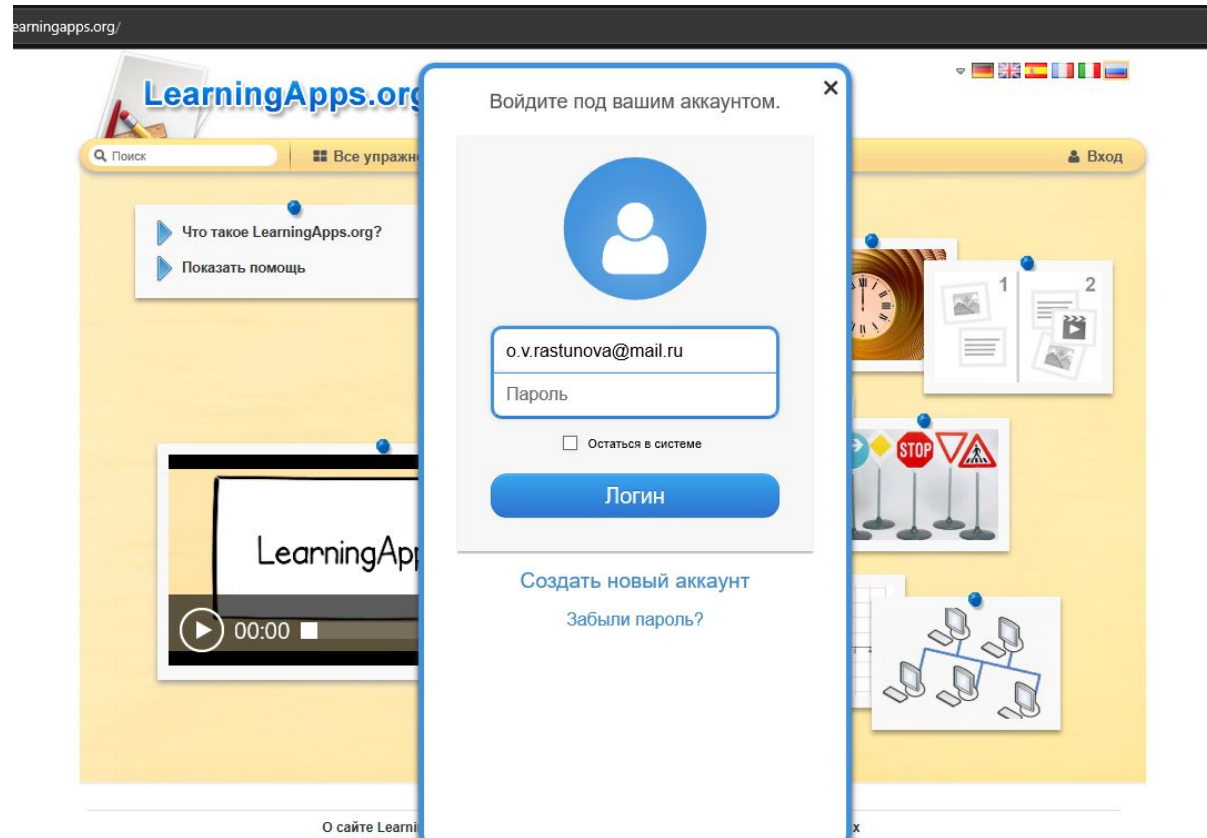 earningapps.org/
LearningApps.org
Войдите под вашим аккаунтом.
×
Поиск
Все упражн
Вход
Что такое LearningApps.org?
Показать помощь
1
2
o.v.rastunova@mail.ru
Пароль
Остаться в системе
Логин
STOP
LearningApp
Создать новый аккаунт
Забыли пароль?
00:00
О сайте Learni
х